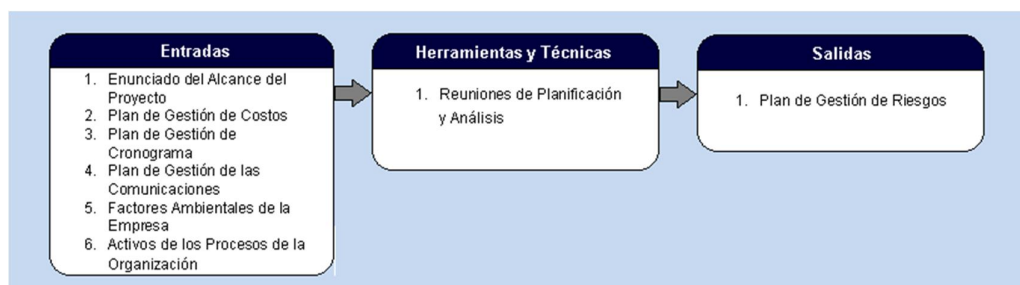 Entradas
1. Enunciado del Alcance del
Proyecto
2. Plan de Gestión de Costos
3. Plan de Gestión de
Cronograma
4. Plan de Gestión de las
Comunicaciones
5. Factores Ambientales de la
Empresa
6. Activos de los Procesos de la
Organización
Herramientas y Técnicas
1. Reuniones de Planificación
y Análisis
Salidas
1. Plan de Gestión de Riesgos